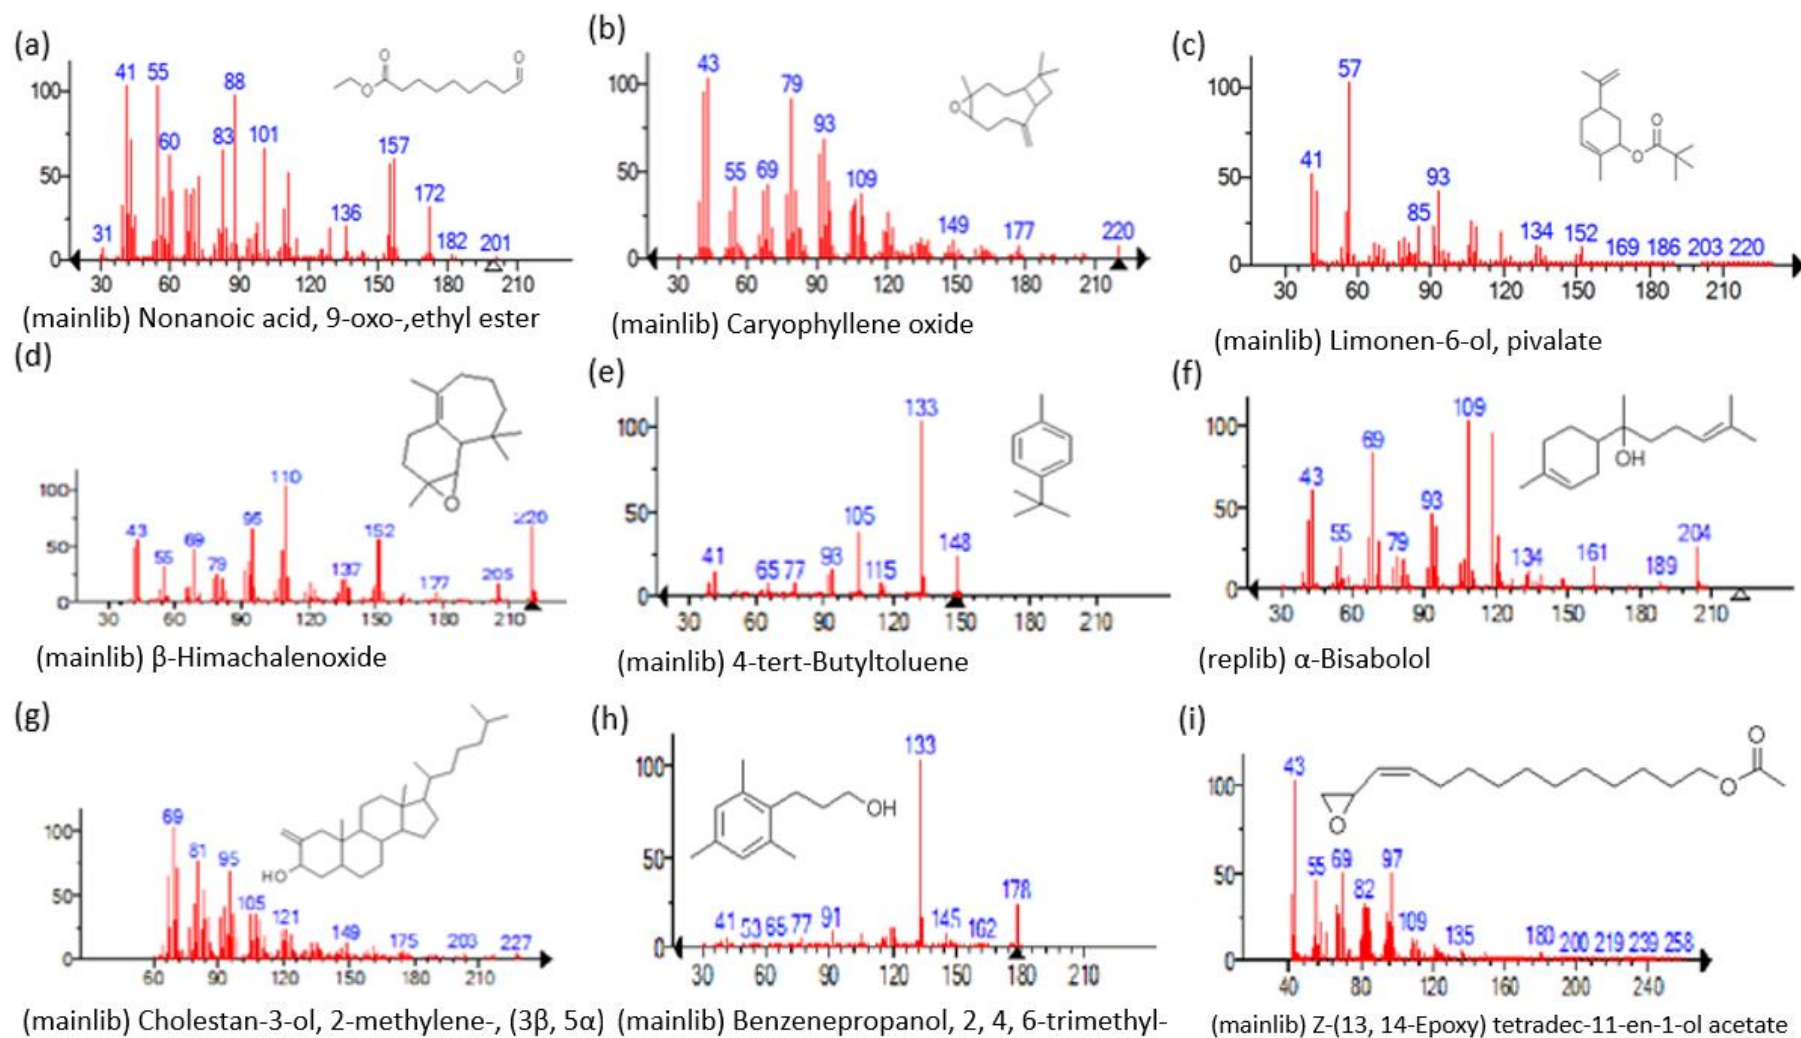 (a)
100
50
0
41 55 88
60 83 101
157
172
136
31 182 201
30 60 90 120 150 180 210
(mainlib) Nonanoic acid, 9-oxo-,ethyl ester
(b)
100
50
0
43
79
93
55 69 109
149 177 220
30 60 90 120 150 180 210
(mainlib) Caryophyllene oxide
(c)
100
50
0
57
41
93
85
134 152 169 186 203 220
30 60 90 120 150 180 210
(mainlib) Limonen-6-ol, pivalate
(d)
100
50
0
110
95 220
43 152
69
55 79
137 177 205
30 60 90 120 150 180 210
(mainlib) β-Himachalenoxide
(e)
100
50
0
133
105
148
41 65 77 93 115
30 60 90 120 150 180 210
(mainlib) 4-tert-Butyltoluene
(f)
100
50
0
109
69
43
93
55 79 204
134 161 189
OH
30 60 90 120 150 180 210
(replib) α-Bisabolol
(g)
100
50
0
69
81 95
105
121
149 175 203 227
HO
60 90 120 150 180 210
(mainlib) Cholestan-3-ol, 2-methylene-, (3β, 5α)
(h)
100
50
0
133
OH
178
41 53 65 77 91 145 162
30 60 90 120 150 180 210
(mainlib) Benzenepropanol, 2, 4, 6-trimethyl-
(i)
100
50
0
O
O
O
43
55 69 97
82
109
135 180 200 219 239 258
40 80 120 160 200 240
(mainlib) Z-(13, 14-Epoxy) tetradec-11-en-1-ol acetate